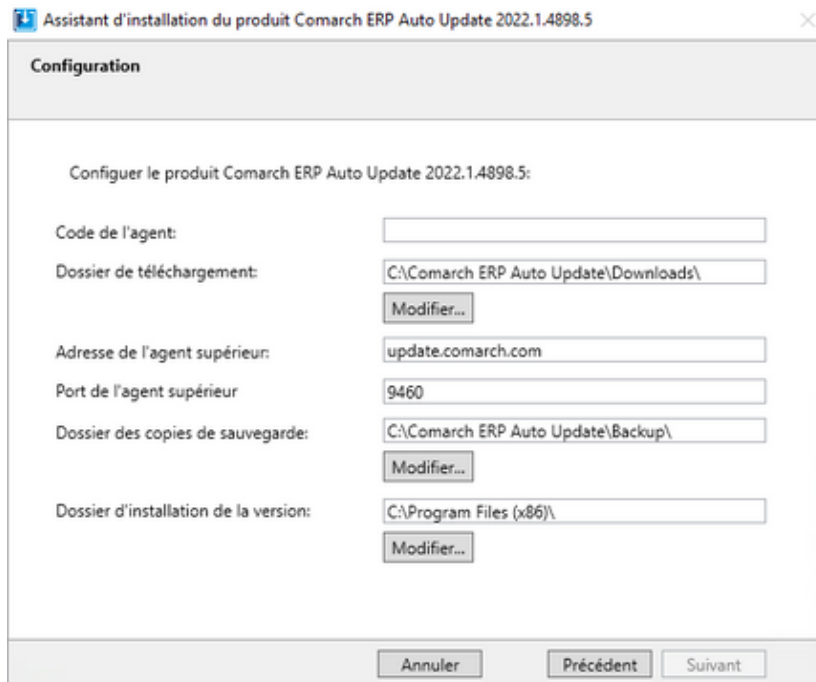 Assistant d'installation du produit Comarch ERP Auto Update 2022.1.4898.5
Configuration
Configuer le produit Comarch ERP Auto Update 2022.1.4898.5:
Code de l'agent:
Dossier de téléchargement: C:\Comarch ERP Auto Update\Downloads\
Modifier...
Adresse de l'agent supérieur: update.comarch.com
Port de l'agent supérieur 9460
Dossier des copies de sauvegarde: C:\Comarch ERP Auto Update\Backup\
Modifier...
Dossier d'installation de la version: C:\Program Files (x86)\
Modifier...
Annuler Précédent Suivant